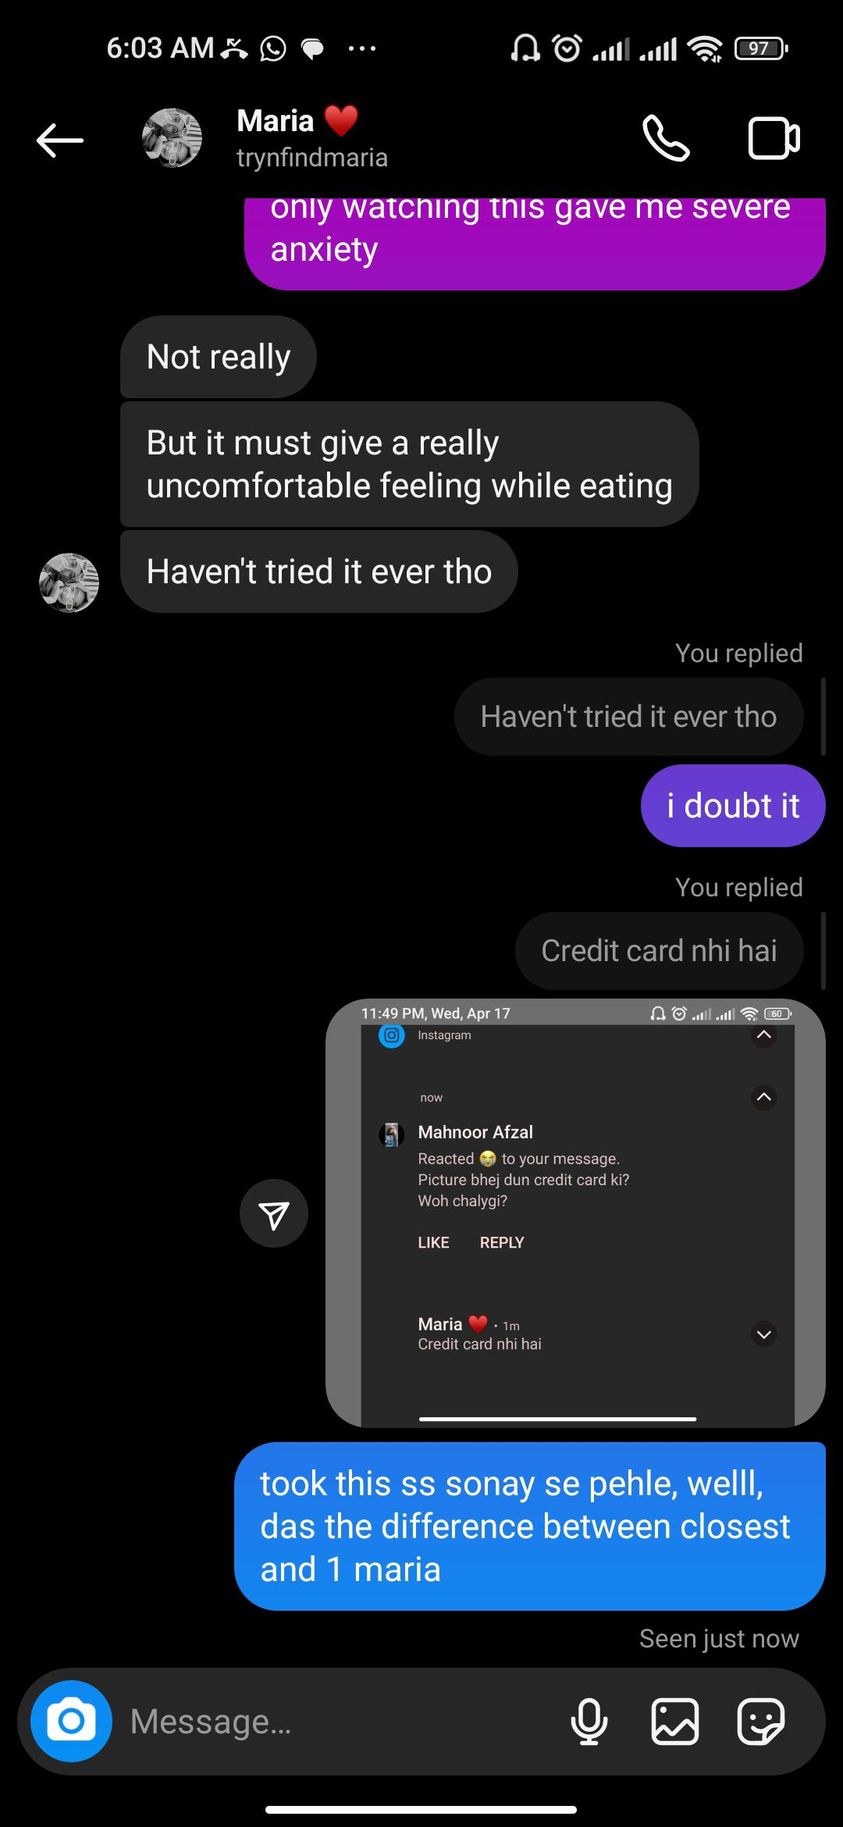 6:03 AM
97
Maria ❤️
trynfindmaria
only watching this gave me severe
anxiety
Not really
But it must give a really
uncomfortable feeling while eating
Haven't tried it ever tho
You replied
Haven't tried it ever tho
i doubt it
You replied
Credit card nhi hai
11:49 PM, Wed, Apr 17
60
Instagram
now
Mahnoor Afzal
Reacted 😭 to your message.
Picture bhej dun credit card ki?
Woh chalygi?
LIKE REPLY
Maria ❤️ · 1m
Credit card nhi hai
took this ss sonay se pehle, welll,
das the difference between closest
and 1 maria
Seen just now
Message...